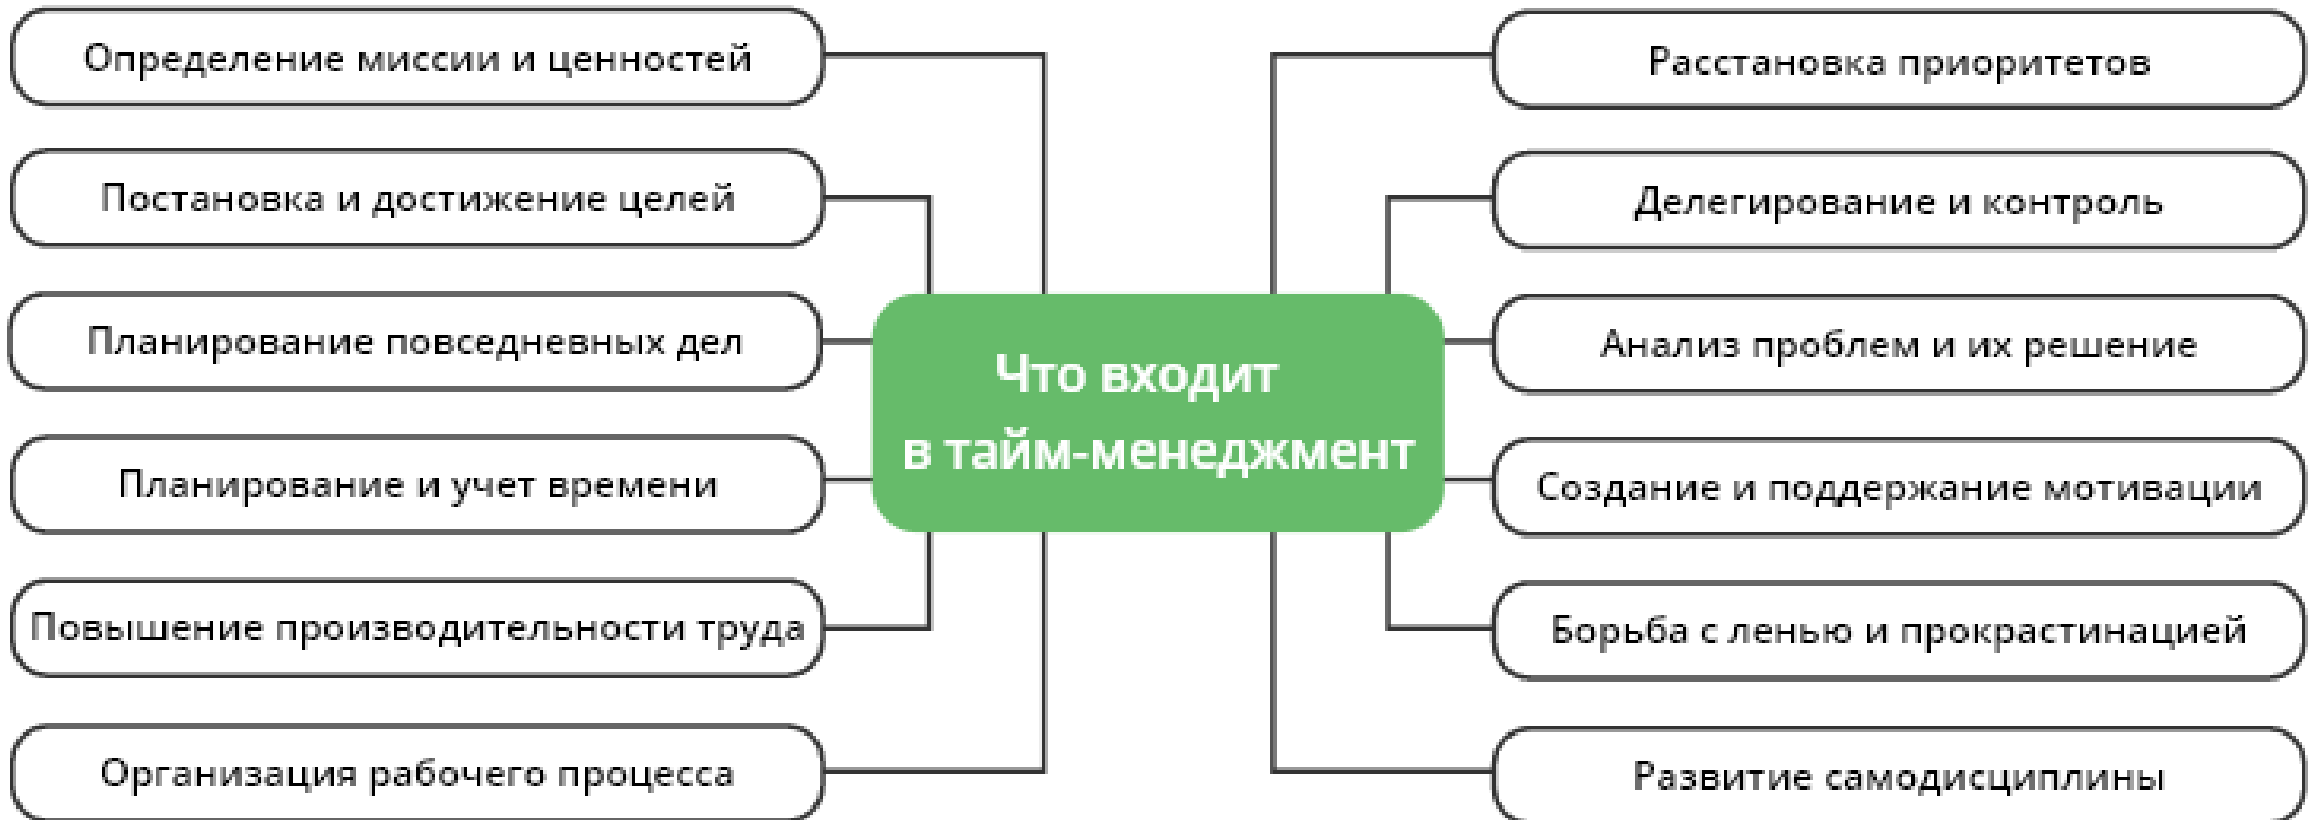 Определение миссии и ценностей
Постановка и достижение целей
Планирование повседневных дел
Планирование и учет времени
Повышение производительности труда
Организация рабочего процесса
Что входит
в тайм-менеджмент
Расстановка приоритетов
Делегирование и контроль
Анализ проблем и их решение
Создание и поддержание мотивации
Борьба с ленью и прокрастинацией
Развитие самодисциплины